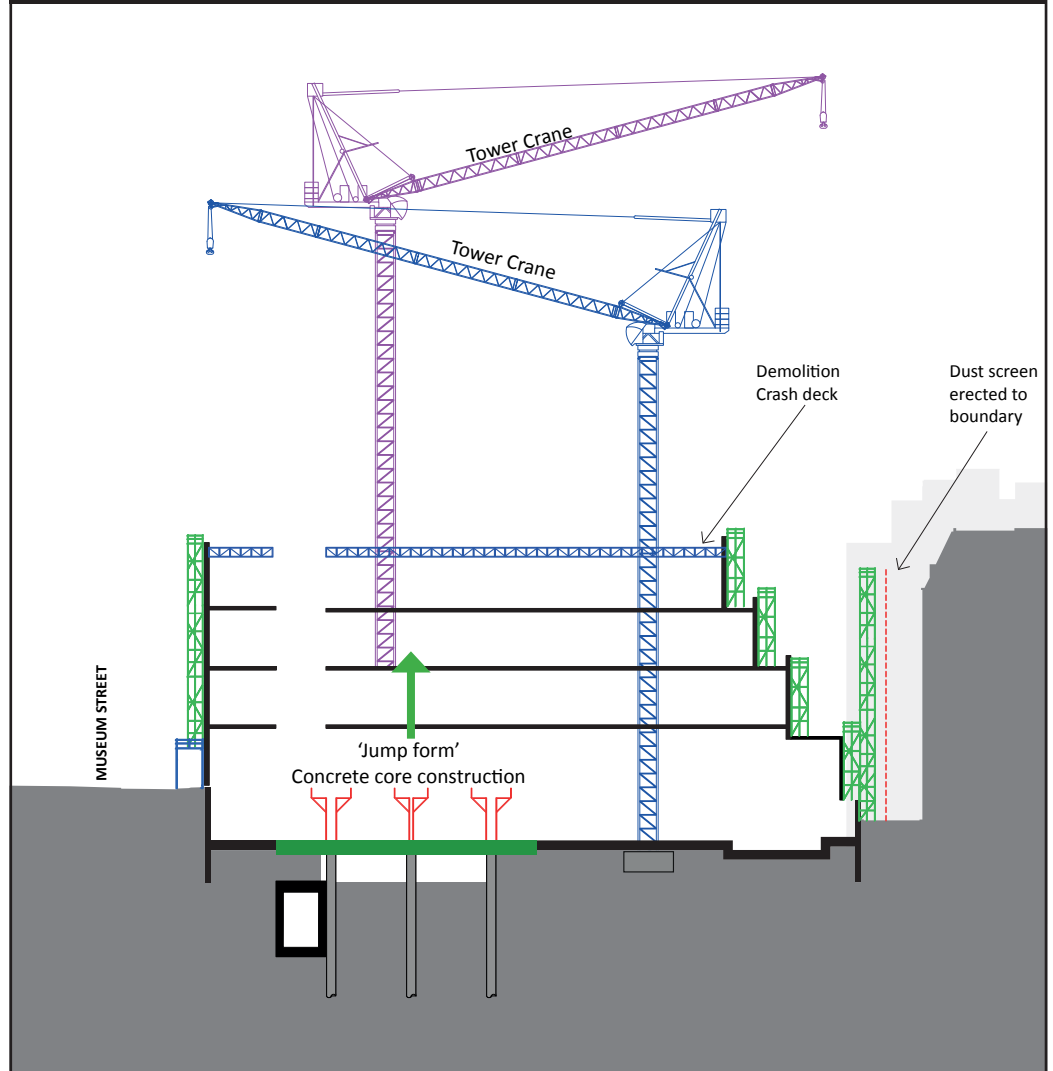 Tower Crane
Tower Crane
Demolition
Crash deck
Dust screen
erected to
boundary
MUSEUM STREET
‘Jump form’
Concrete core construction